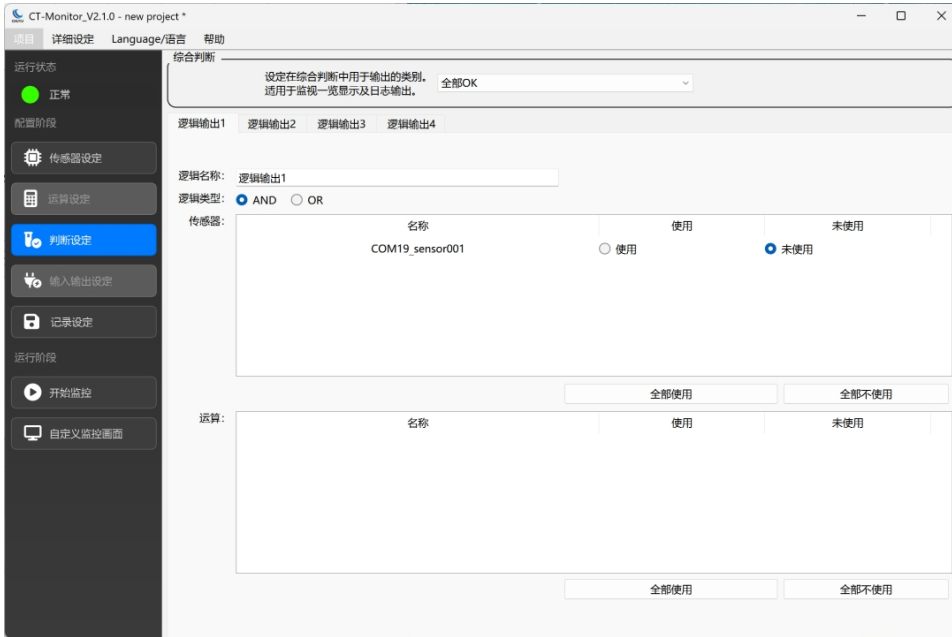 CT-Monitor_V2.1.0 - new project *
项目 详细设定 Language/语言 帮助
运行状态
正常
配置阶段
传感器设定
运算设定
判断设定
输入输出设定
记录设定
运行阶段
开始监控
自定义监控画面
综合判断
设定在综合判断中用于输出的类别。
适用于监视一览显示及日志输出。
全部OK
逻辑输出1 逻辑输出2 逻辑输出3 逻辑输出4
逻辑名称: 逻辑输出1
逻辑类型: AND OR
传感器:
名称 使用 未使用
COM19_sensor001 使用 未使用
全部使用 全部不使用
运算:
名称 使用 未使用
全部使用 全部不使用